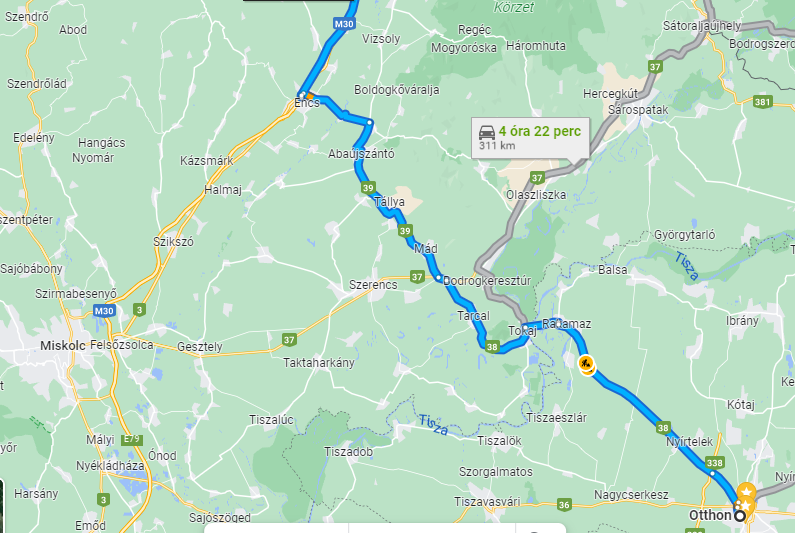 Szendrő
Abod
M30
Vizsoly
Körzet
Regéc
Mogyoróska
Háromhuta
Sátoraljaújhely
Bodrogszerd
37
Szendrőlád
Encs
Boldogkőváralja
Hercegkút
Sárospatak
381
Edelény
Hangács
Nyomár
4 óra 22 perc
311 km
Kázsmárk
Abaújszántó
Halmaj
39
Tállya
37
Olaszliszka
szentpéter
39
Szikszó
Mád
Györgytarló
Tisza
Sajóbábony
Szirmabesenyő
Szerencs
37
Bodrogkeresztúr
Balsa
M30
3
Tarcal
Tokaj
Rakamaz
Ibrány
Miskolc
Felsőzsolca
Gesztely
37
38
Taktaharkány
Kótaj
Tiszalúc
Tisza
Tiszaeszlár
38
Mályi
E79
Tiszadob
Tiszalök
Nyírtelek
Nyékládháza
Ónod
Szorgalmatos
338
Harsány
3
Nagycserkesz
Emőd
Sajószöged
Tiszavasvári
36
Otthon